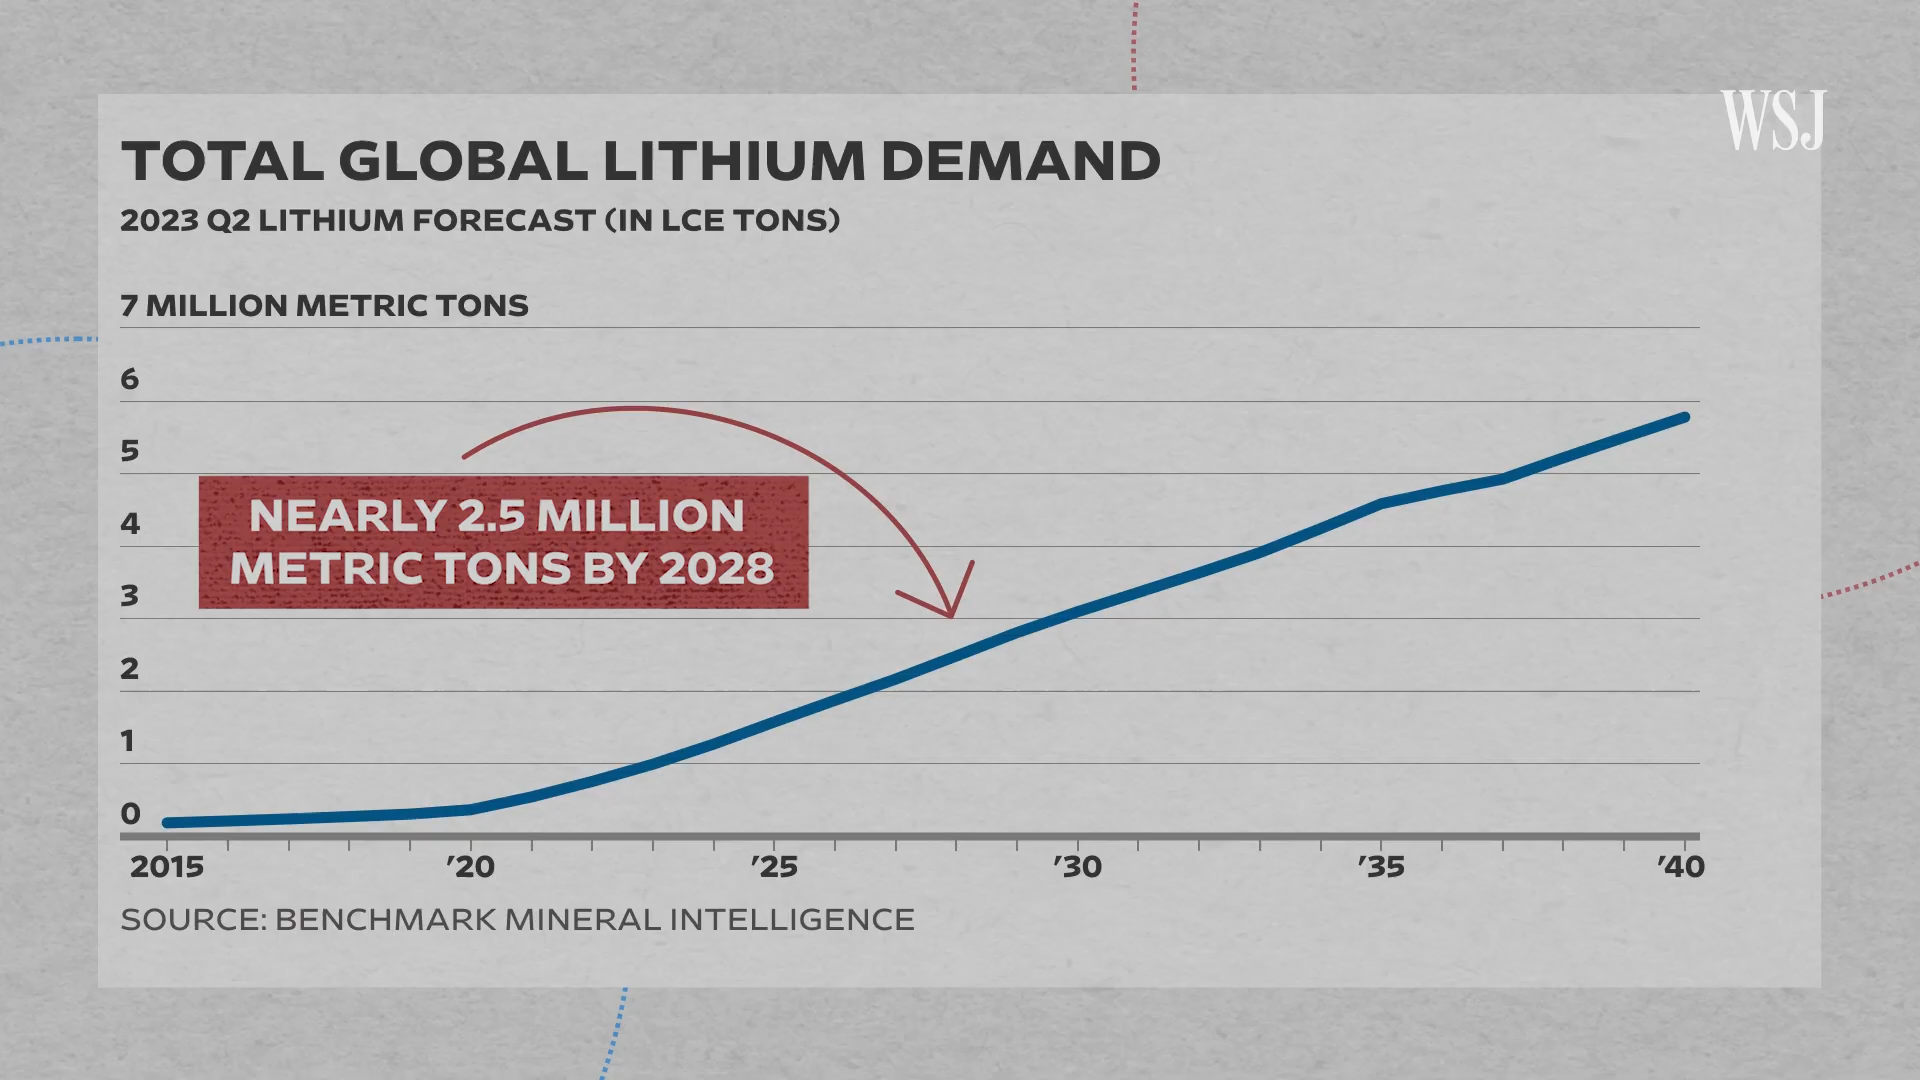 WSJ
TOTAL GLOBAL LITHIUM DEMAND
2023 Q2 LITHIUM FORECAST (IN LCE TONS)
7 MILLION METRIC TONS
6
5
4
3
2
1
0
NEARLY 2.5 MILLION
METRIC TONS BY 2028
2015 ’20 ’25 ’30 ’35 ’40
SOURCE: BENCHMARK MINERAL INTELLIGENCE